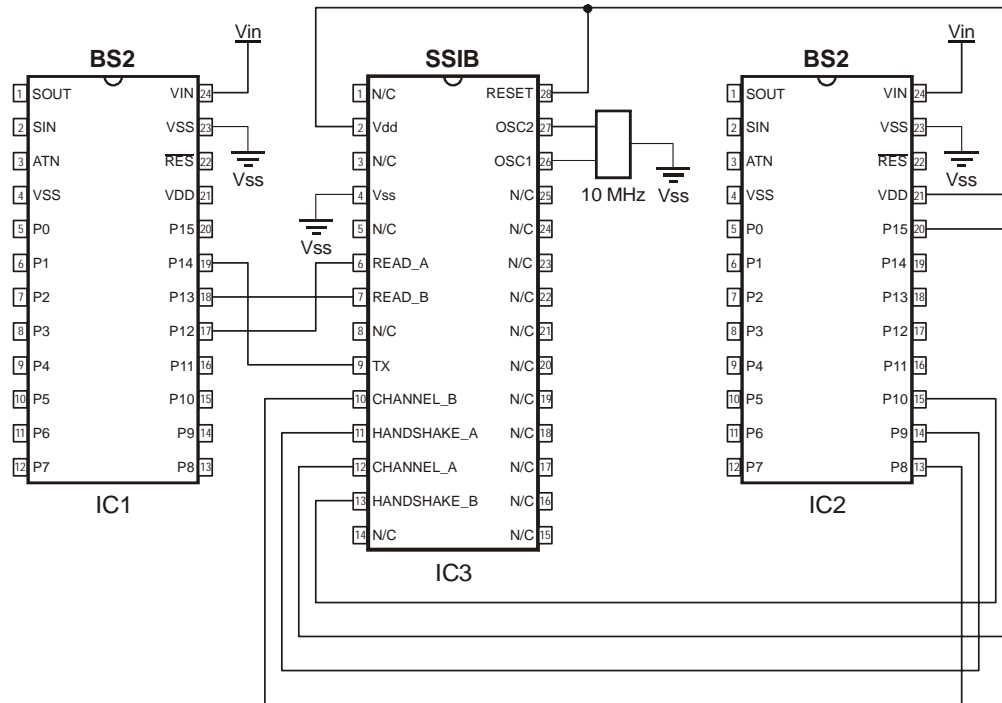 Vin
BS2
1 SOUT VIN 24
2 SIN VSS 23
3 ATN RES 22
4 VSS VDD 21
5 P0 P15 20
6 P1 P14 19
7 P2 P13 18
8 P3 P12 17
9 P4 P11 16
10 P5 P10 15
11 P6 P9 14
12 P7 P8 13
Vss
IC1
SSIB
1 N/C RESET 28
2 Vdd OSC2 27
3 N/C OSC1 26
4 Vss N/C 25
5 N/C N/C 24
6 READ_A N/C 23
7 READ_B N/C 22
8 N/C N/C 21
9 TX N/C 20
10 CHANNEL_B N/C 19
11 HANDSHAKE_A N/C 18
12 CHANNEL_A N/C 17
13 HANDSHAKE_B N/C 16
14 N/C N/C 15
Vss
10 MHz
Vss
IC3
Vin
BS2
1 SOUT VIN 24
2 SIN VSS 23
3 ATN RES 22
4 VSS VDD 21
5 P0 P15 20
6 P1 P14 19
7 P2 P13 18
8 P3 P12 17
9 P4 P11 16
10 P5 P10 15
11 P6 P9 14
12 P7 P8 13
Vss
IC2